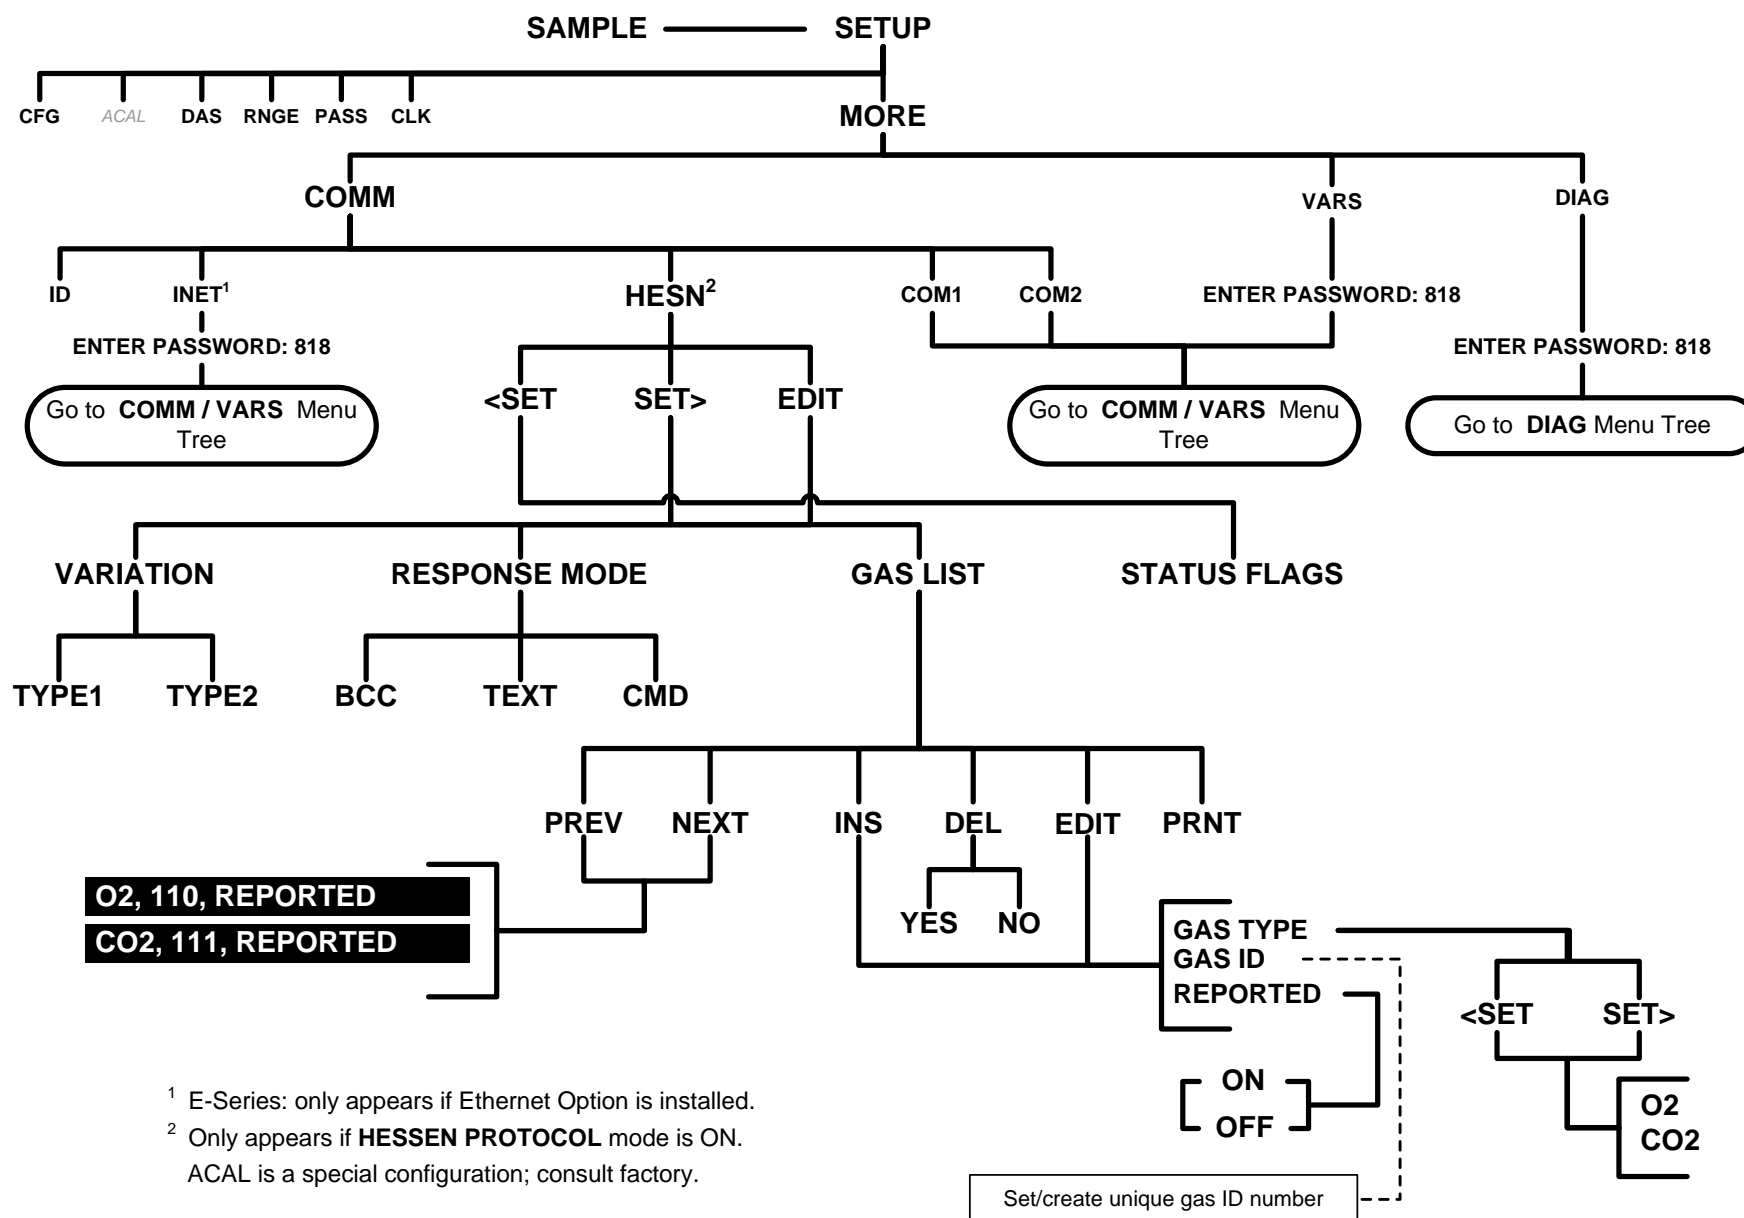 SAMPLE SETUP
CFG ACAL DAS RNGE PASS CLK MORE
COMM VARS DIAG
ID INET1 HESN2 COM1 COM2 ENTER PASSWORD: 818
ENTER PASSWORD: 818 ENTER PASSWORD: 818
<SET SET> EDIT
Go to COMM / VARS Menu
Tree
Go to COMM / VARS Menu
Tree
Go to DIAG Menu Tree
VARIATION RESPONSE MODE GAS LIST STATUS FLAGS
TYPE1 TYPE2 BCC TEXT CMD
PREV NEXT INS DEL EDIT PRNT
O2, 110, REPORTED
CO2, 111, REPORTED
YES NO
GAS TYPE
GAS ID
REPORTED
<SET SET>
ON
OFF
O2
CO2
1 E-Series: only appears if Ethernet Option is installed.
2 Only appears if HESSEN PROTOCOL mode is ON.
ACAL is a special configuration; consult factory.
Set/create unique gas ID number